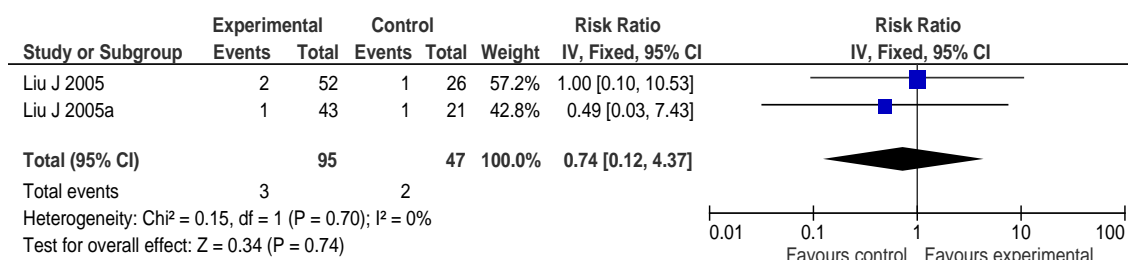 Experimental Control Risk Ratio Risk Ratio
Study or Subgroup Events Total Events Total Weight IV, Fixed, 95% CI IV, Fixed, 95% CI
Liu J 2005 2 52 1 26 57.2% 1.00 [0.10, 10.53]
Liu J 2005a 1 43 1 21 42.8% 0.49 [0.03, 7.43]
Total (95% CI) 95 47 100.0% 0.74 [0.12, 4.37]
Total events 3 2
Heterogeneity: Chi² = 0.15, df = 1 (P = 0.70); I² = 0%
Test for overall effect: Z = 0.34 (P = 0.74)
0.01 0.1 1 10 100
Favours control Favours experimental